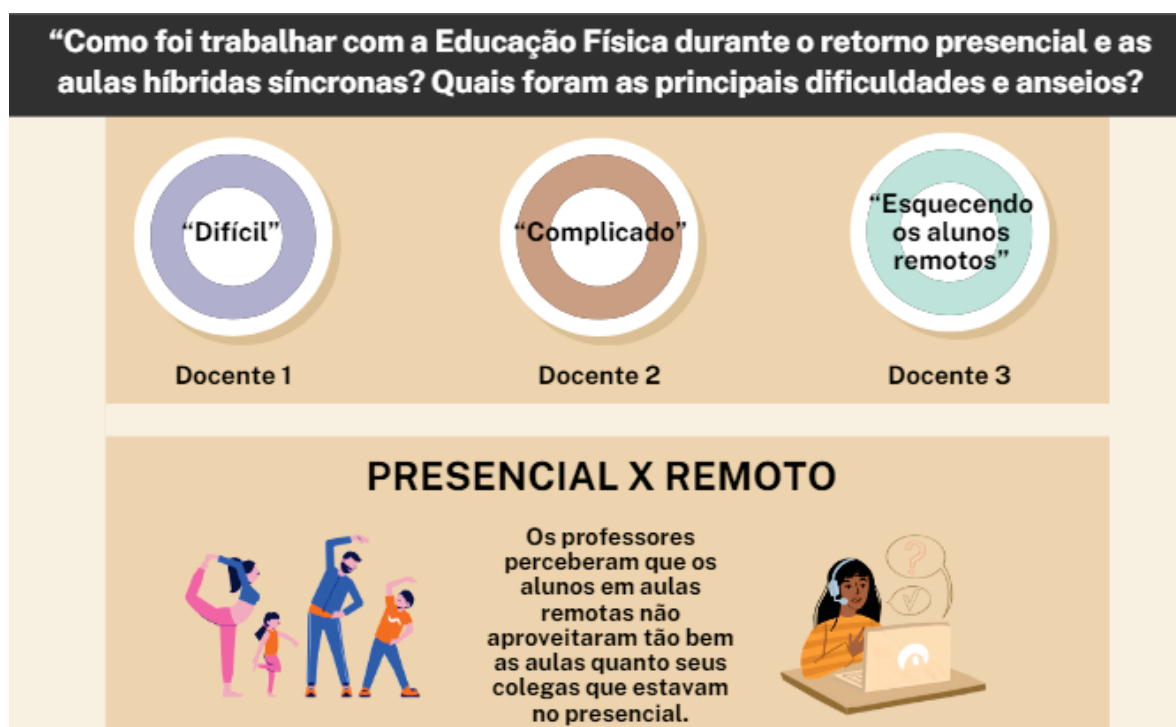 “Como foi trabalhar com a Educação Física durante o retorno presencial e as
aulas híbridas síncronas? Quais foram as principais dificuldades e anseios?
“Difícil”
“Complicado”
“Esquecendo
os alunos
remotos”
Docente 1
Docente 2
Docente 3
PRESENCIAL X REMOTO
Os professores
perceberam que os
alunos em aulas
remotas não
aproveitaram tão bem
as aulas quanto seus
colegas que estavam
no presencial.
?